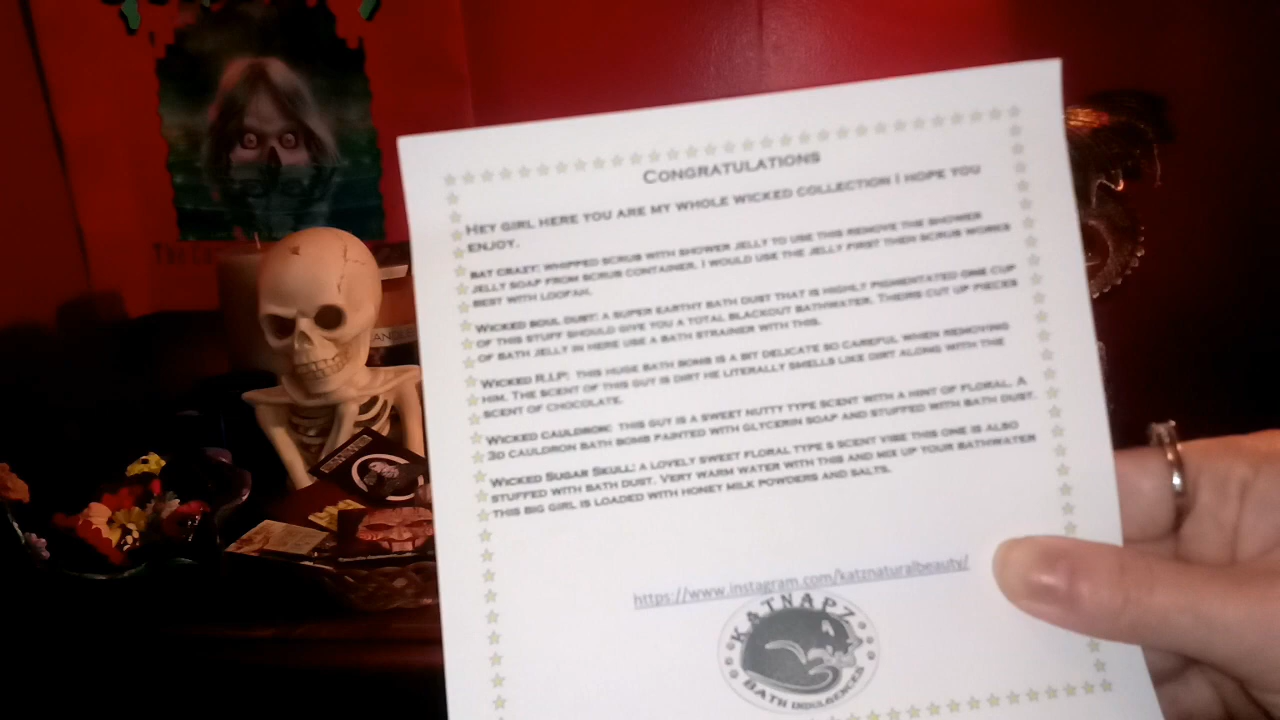 CONGRATULATIONS
HEY GIRL HERE YOU ARE MY WHOLE WICKED COLLECTION I HOPE YOU
ENJOY.
BAT CRAZY: WHIPPED SCRUB WITH SHOWER JELLY TO USE THIS REMOVE THE SHOWER
JELLY SOAP FROM SCRUB CONTAINER. I WOULD USE THE JELLY FIRST THEN SCRUB WORKS
BEST WITH LOOFAH.
WICKED SOUL DUST: A SUPER EARTHY BATH DUST THAT IS HIGHLY PIGMENTATED ONE CUP
OF THIS STUFF SHOULD GIVE YOU A TOTAL BLACKOUT BATHWATER. THEIRS CUT UP PIECES
OF BATH JELLY IN HERE USE A BATH STRAINER WITH THIS.
WICKED R.I.P: THIS HUGE BATH BOMB IS A BIT DELICATE SO CAREFUL WHEN REMOVING
HIM. THE SCENT OF THIS GUY IS DIRT HE LITERALLY SMELLS LIKE DIRT ALONG WITH THE
SCENT OF CHOCOLATE.
WICKED CAULDRON: THIS GUY IS A SWEET NUTTY TYPE SCENT WITH A HINT OF FLORAL. A
3D CAULDRON BATH BOMB PAINTED WITH GLYCERIN SOAP AND STUFFED WITH BATH DUST.
WICKED SUGAR SKULL: A LOVELY SWEET FLORAL TYPE S SCENT VIBE THIS ONE IS ALSO
STUFFED WITH BATH DUST. VERY WARM WATER WITH THIS AND MIX UP YOUR BATHWATER
THIS BIG GIRL IS LOADED WITH HONEY MILK POWDERS AND SALTS.
https://www.instagram.com/katznaturalbeauty/
KATNAPZ
BATH INDULGENCES